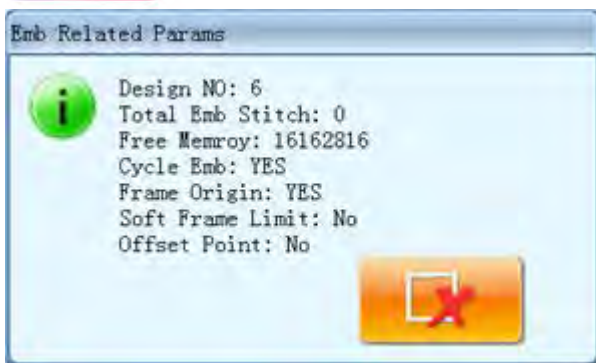 Emb Related Params
i
Design NO: 6
Total Emb Stitch: 0
Free Memroy: 16162816
Cycle Emb: YES
Frame Origin: YES
Soft Frame Limit: No
Offset Point: No